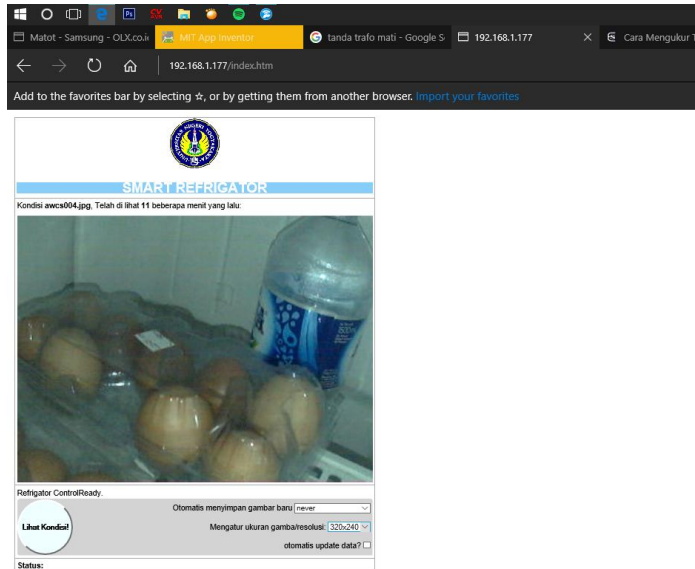 Ps
Matot - Samsung - OLX.co.i
MIT App Inventor
tanda trafo mati - Google S
192.168.1.177
Cara Mengukur T
192.168.1.177/index.htm
Add to the favorites bar by selecting ☆, or by getting them from another browser. Import your favorites
SMART REFRIGATOR
Kondisi awcs004.jpg, Telah di lihat 11 beberapa menit yang lalu:
Refrigator ControlReady.
Otomatis menyimpan gambar baru never
Lihat Kondisi!
Mengatur ukuran gamba/resolusi: 320x240
otomatis update data?
Status: